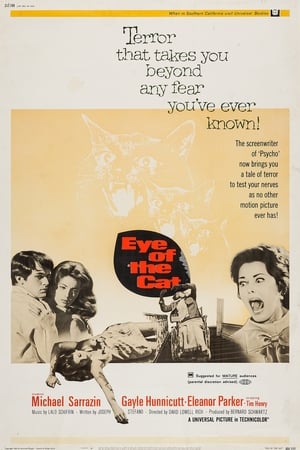 When in Southern California visit Universal Studios
Terror
that takes you
beyond
any fear
you've ever
known!
The screenwriter
of 'Psycho'
now brings you
a tale of terror
to test your nerves
as no other
motion picture
ever has!
Eye of
the Cat
M Suggested for MATURE audiences
(parental discretion advised)
Michael Sarrazin
Gayle Hunnicutt · Eleanor Parker · Tim Henry
Music by LALO SCHIFRIN · Written by JOSEPH STEFANO · Directed by DAVID LOWELL RICH · Produced by BERNARD SCHWARTZ
A UNIVERSAL PICTURE IN TECHNICOLOR®